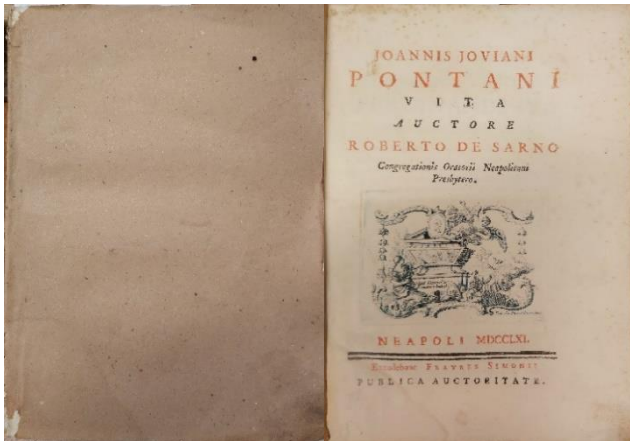 JOANNIS JOVIANI
PONTANI
VITA
AUCTORE
ROBERTO DE SARNO
Congregationis Oratorii Neapolitani
Presbytero.
NEAPOLI MDCCLXI.
Excudebant FRATRES SIMONII
PUBLICA AUCTORITATE.